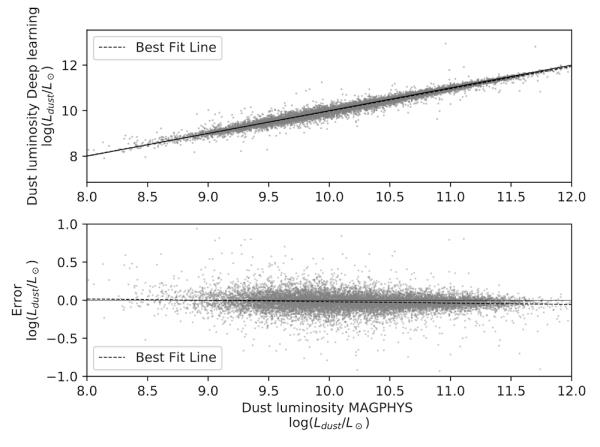 Dust luminosity Deep learning
log(L_dust/L_⊙)
12
10
8
Best Fit Line
8.0 8.5 9.0 9.5 10.0 10.5 11.0 11.5 12.0
Error
log(L_dust/L_⊙)
1.0
0.5
0.0
−0.5
−1.0
Best Fit Line
8.0 8.5 9.0 9.5 10.0 10.5 11.0 11.5 12.0
Dust luminosity MAGPHYS
log(L_dust/L_⊙)